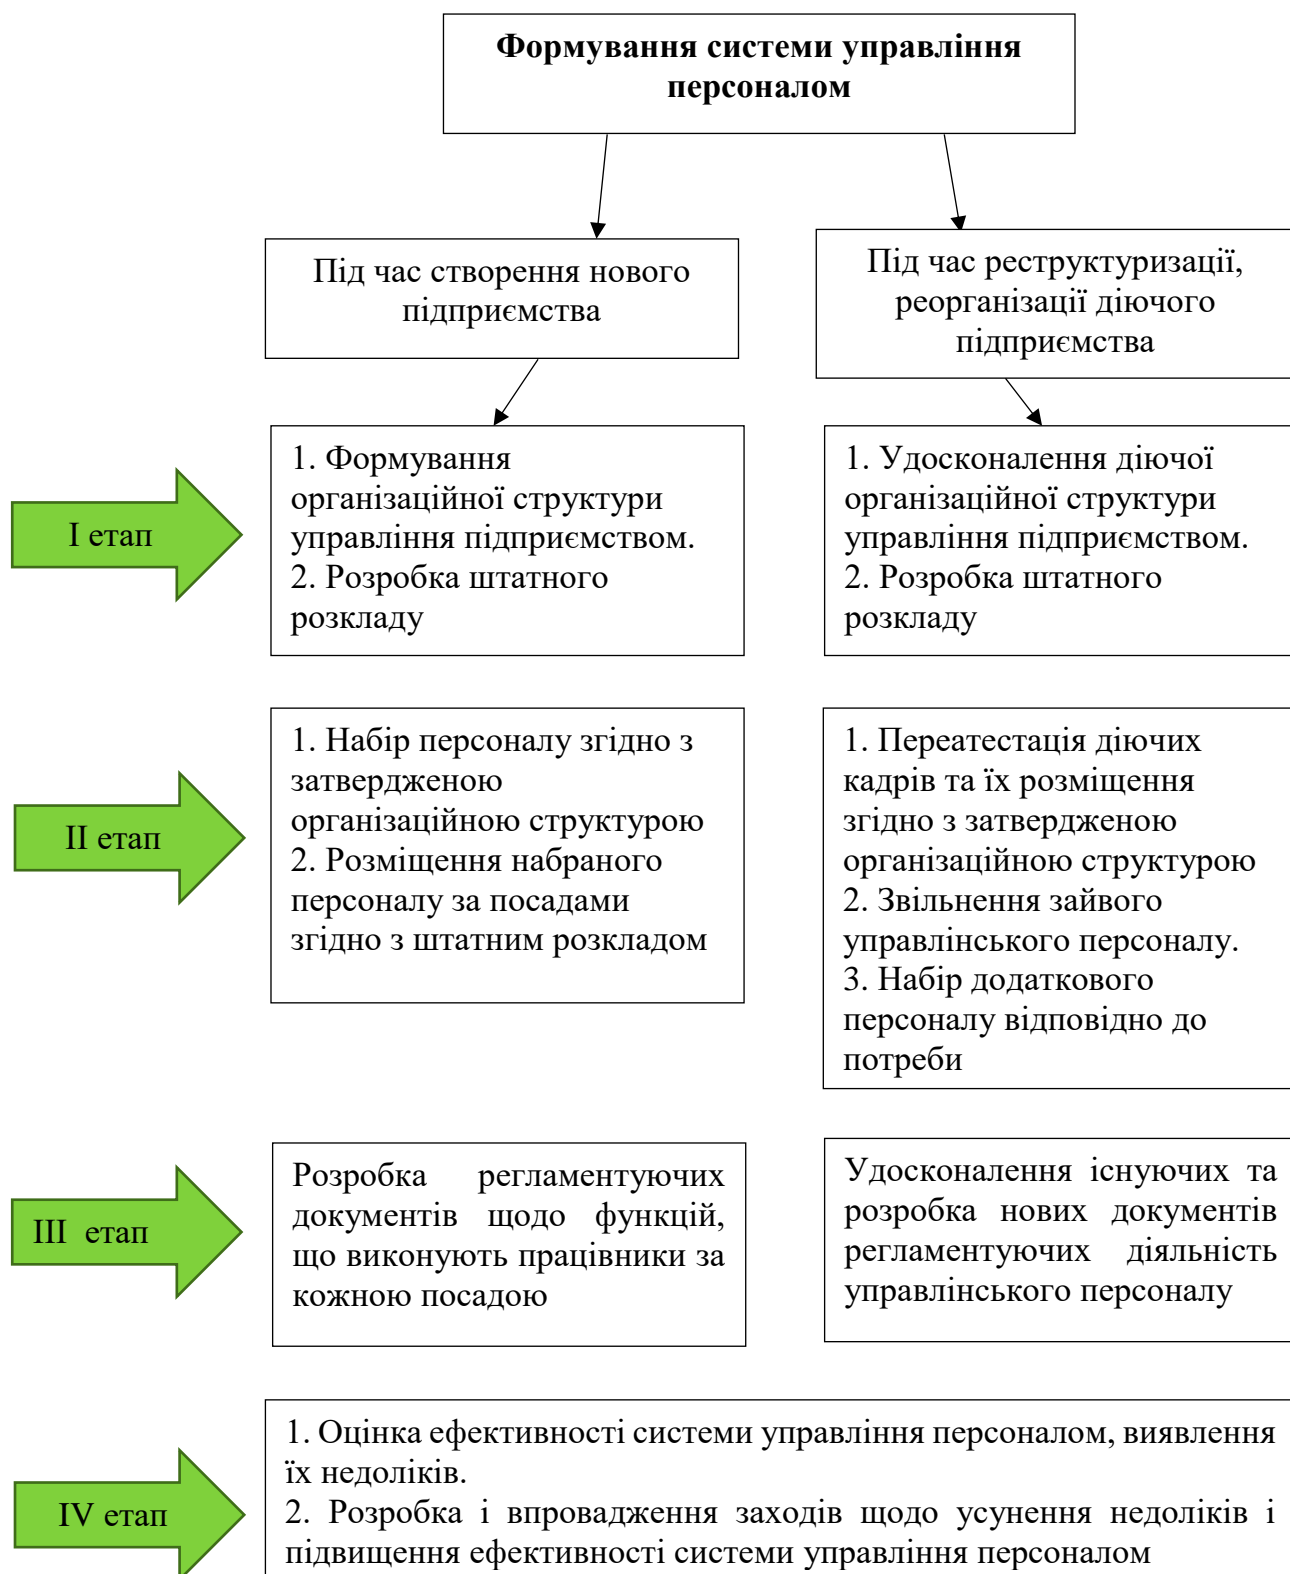 Формування системи управління
персоналом
Під час створення нового
підприємства
Під час реструктуризації,
реорганізації діючого
підприємства
І етап
1. Формування
організаційної структури
управління підприємством.
2. Розробка штатного
розкладу
1. Удосконалення діючої
організаційної структури
управління підприємством.
2. Розробка штатного
розкладу
ІІ етап
1. Набір персоналу згідно з
затвердженою
організаційною структурою
2. Розміщення набраного
персоналу за посадами
згідно з штатним розкладом
1. Переатестація діючих
кадрів та їх розміщення
згідно з затвердженою
організаційною структурою
2. Звільнення зайвого
управлінського персоналу.
3. Набір додаткового
персоналу відповідно до
потреби
ІІІ етап
Розробка регламентуючих
документів щодо функцій,
що виконують працівники за
кожною посадою
Удосконалення існуючих та
розробка нових документів
регламентуючих діяльність
управлінського персоналу
IV етап
1. Оцінка ефективності системи управління персоналом, виявлення
їх недоліків.
2. Розробка і впровадження заходів щодо усунення недоліків і
підвищення ефективності системи управління персоналом